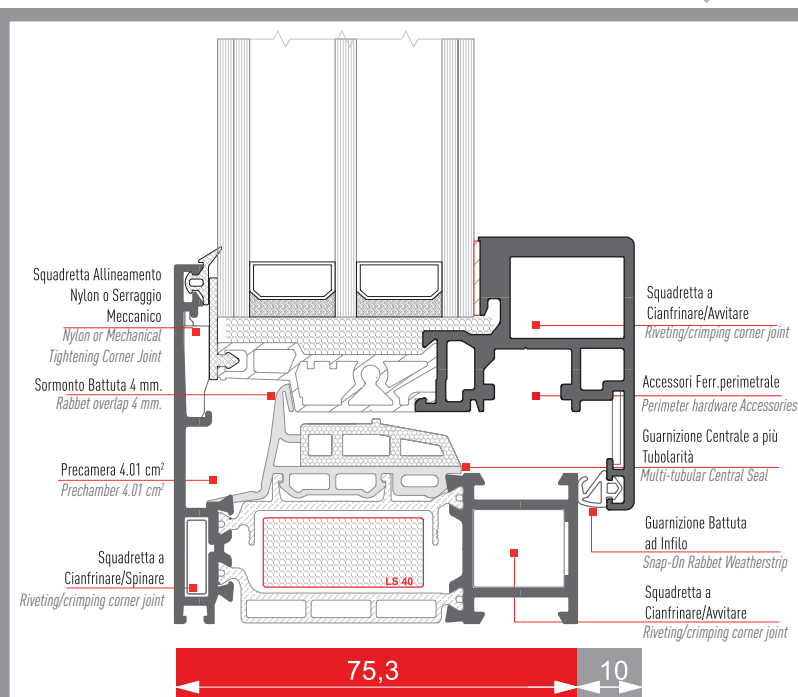 Squadretta Allineamento
Nylon o Serraggio
Meccanico
Nylon or Mechanical
Tightening Corner Joint
Sormonto Battuta 4 mm.
Rabbet overlap 4 mm.
Precamera 4.01 cm²
Prechamber 4.01 cm²
Squadretta a
Cianfrinare/Spinare
Riveting/crimping corner joint
Squadretta a
Cianfrinare/Avvitare
Riveting/crimping corner joint
Accessori Ferr.perimetrale
Perimeter hardware Accessories
Guarnizione Centrale a più
Tubolarità
Multi-tubular Central Seal
Guarnizione Battuta
ad Infilo
Snap-On Rabbet Weatherstrip
Squadretta a
Cianfrinare/Avvitare
Riveting/crimping corner joint
LS 40
75,3
10